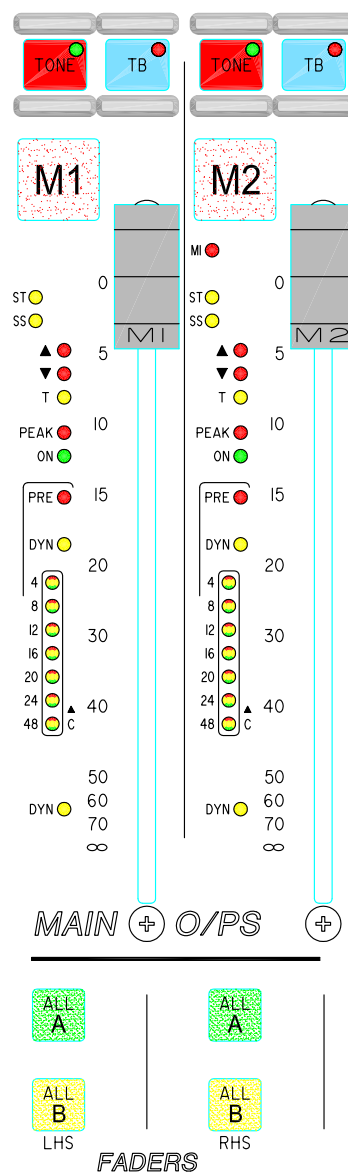 TONE TB TONE TB
M1 M2
MI
0 0
ST ST
SS SS
MI M2
▲ 5 ▲ 5
▼ ▼
T T
10 10
PEAK PEAK
ON ON
PRE 15 PRE 15
DYN DYN
20 20
4 4
8 8
12 12
30 30
16 16
20 20
24 24
40 ▲ 40 ▲
48 C 48 C
50 50
60 60
DYN DYN
70 70
∞ ∞
MAIN O/PS
ALL ALL
A A
ALL ALL
B B
LHS RHS
FADERS